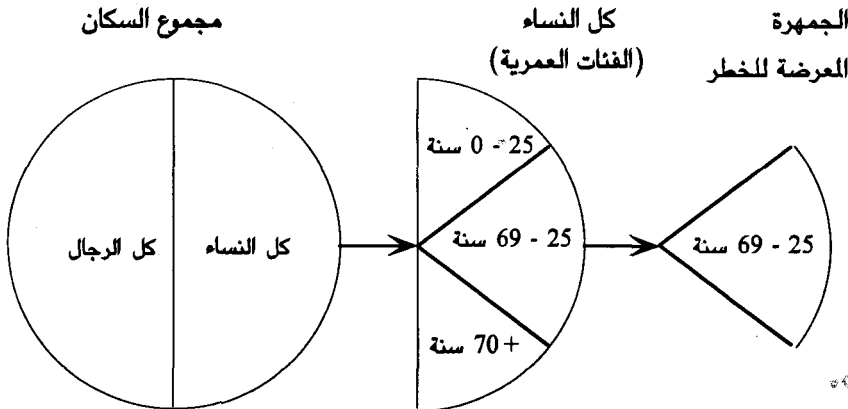 مجموع السكان
كل النساء
(الفئات العمرية)
الجمهرة
المعرضة للخطر
كل الرجال
كل النساء
0 - 25 سنة
25 - 69 سنة
70 + سنة
25 - 69 سنة